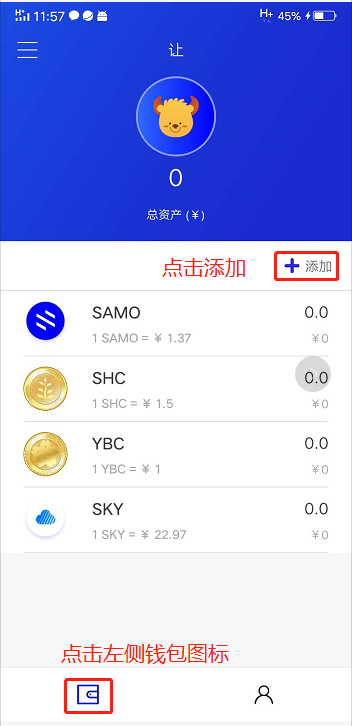 H+ 11:57 H+ 45%
让
0
总资产 (¥)
点击添加 添加
SAMO 0.0
1 SAMO = ¥ 1.37 ¥0
SHC 0.0
1 SHC = ¥ 1.5 ¥0
YBC 0.0
1 YBC = ¥ 1 ¥0
SKY 0.0
1 SKY = ¥ 22.97 ¥0
点击左侧钱包图标